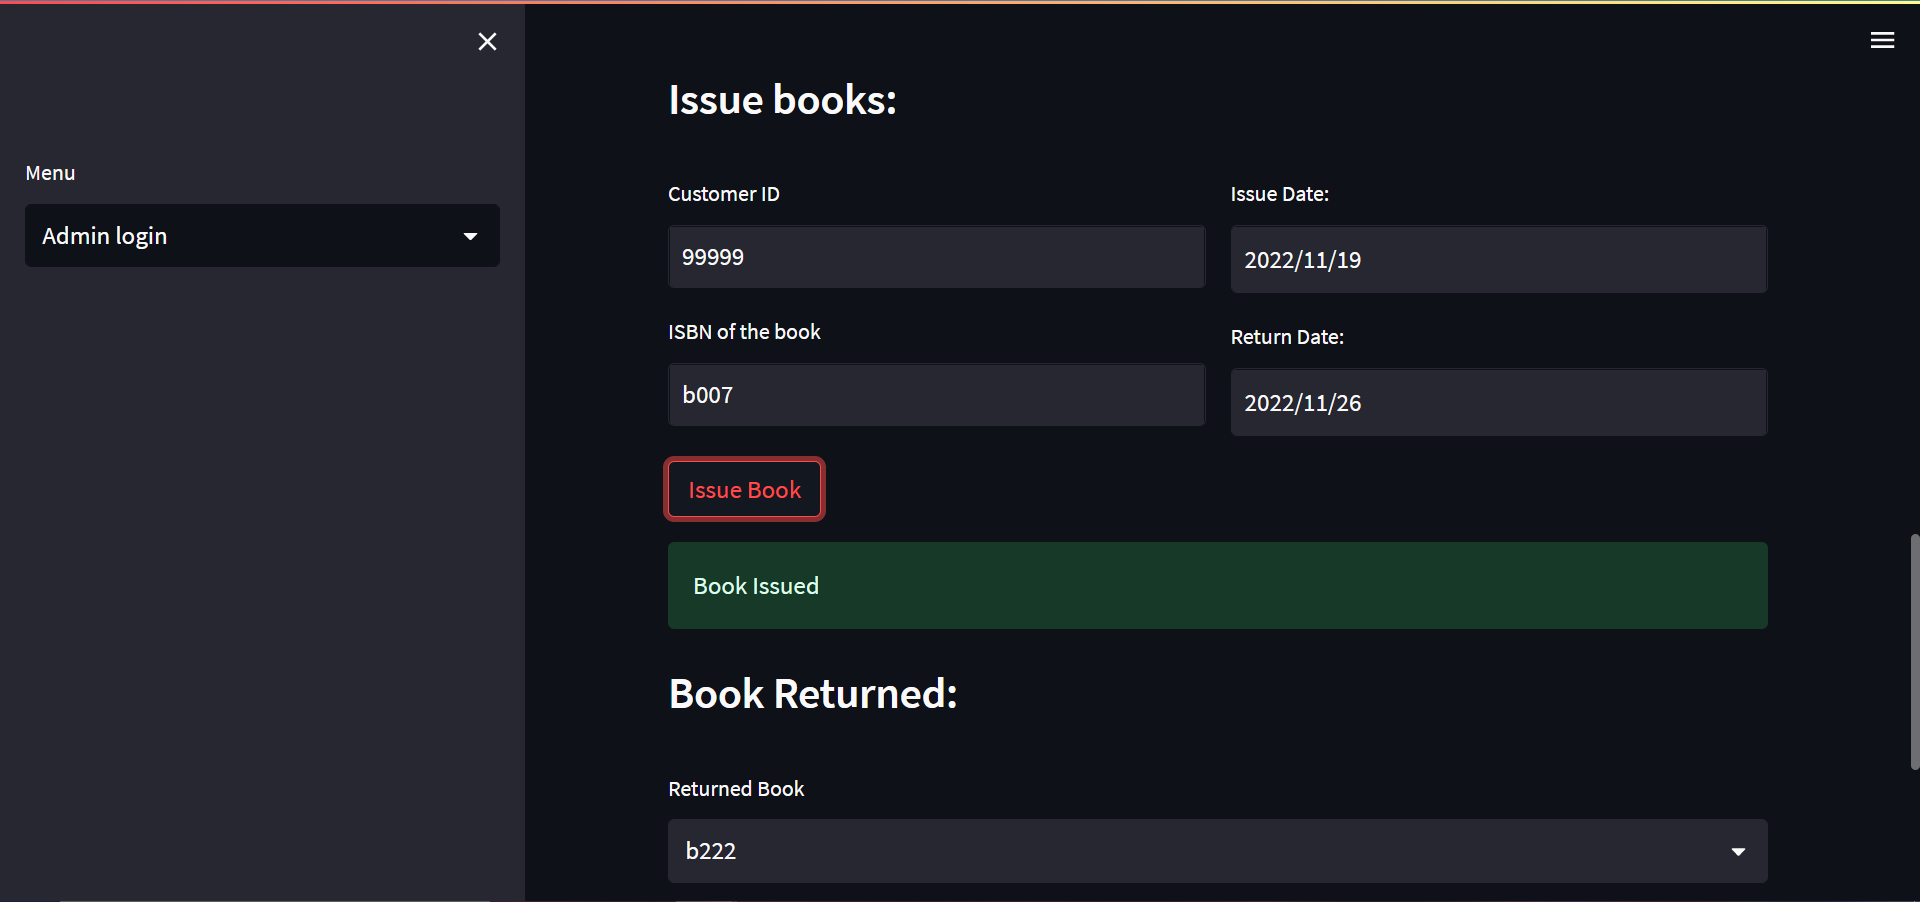 Menu
Admin login
Issue books:
Customer ID
99999
ISBN of the book
b007
Issue Date:
2022/11/19
Return Date:
2022/11/26
Issue Book
Book Issued
Book Returned:
Returned Book
b222